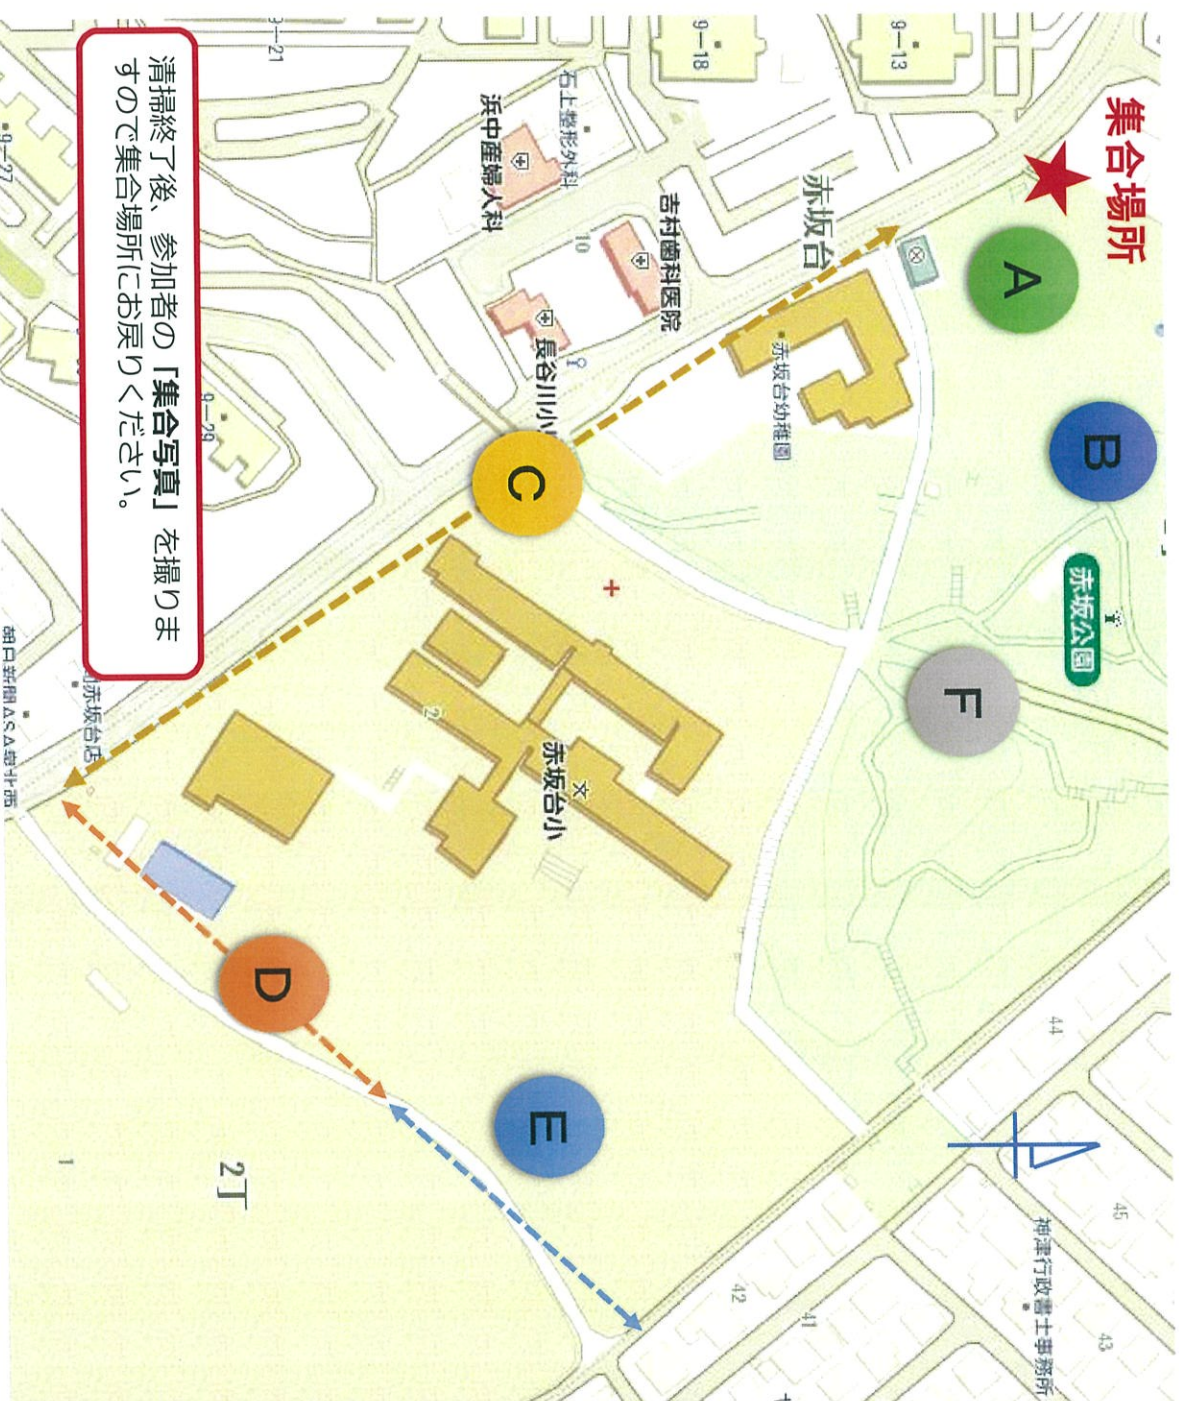 集合場所
A
B
赤坂公園
F
44
45
神津行政書士事務所
43
42
41
9-13
9-18
9-21
赤坂台
赤坂台幼稚園
吉村歯科医院
石上整形外科
浜中産婦人科
10
長谷川小
C
2
赤坂台小
文
9-29
9-27
清掃終了後、参加者の「集合写真」を撮りま
すので集合場所にお戻りください。
赤坂台店
朝日新聞ASA泉北西
D
E
2丁
1